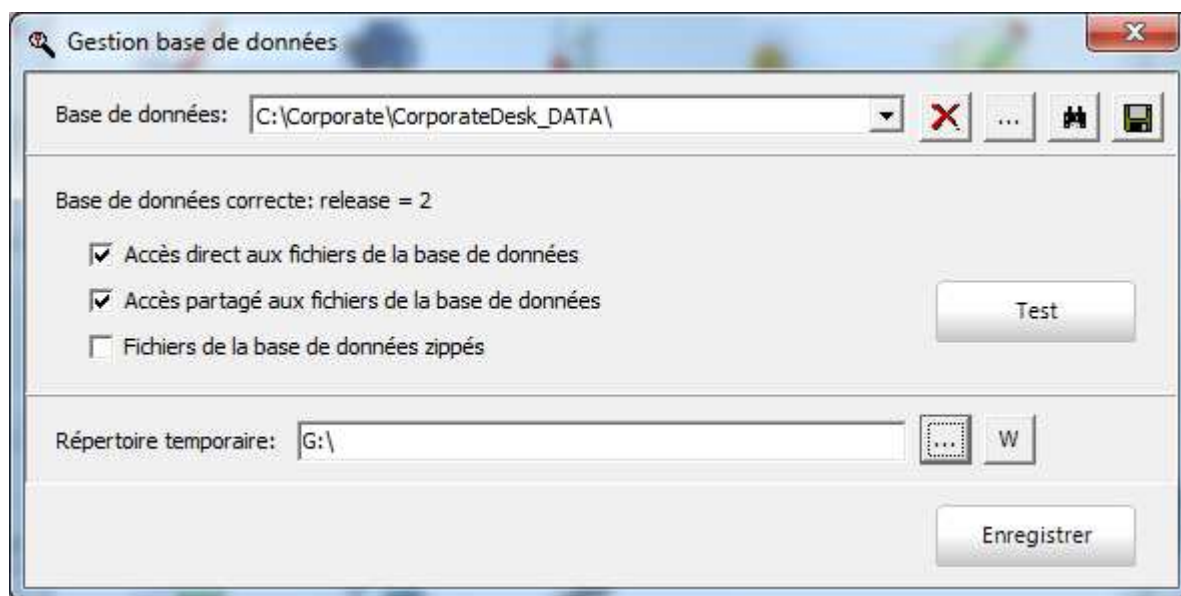 Gestion base de données
Base de données: C:\Corporate\CorporateDesk_DATA\ ...
Base de données correcte: release = 2
Accès direct aux fichiers de la base de données
Accès partagé aux fichiers de la base de données
Test
Fichiers de la base de données zippés
Répertoire temporaire: G:\ ... W
Enregistrer